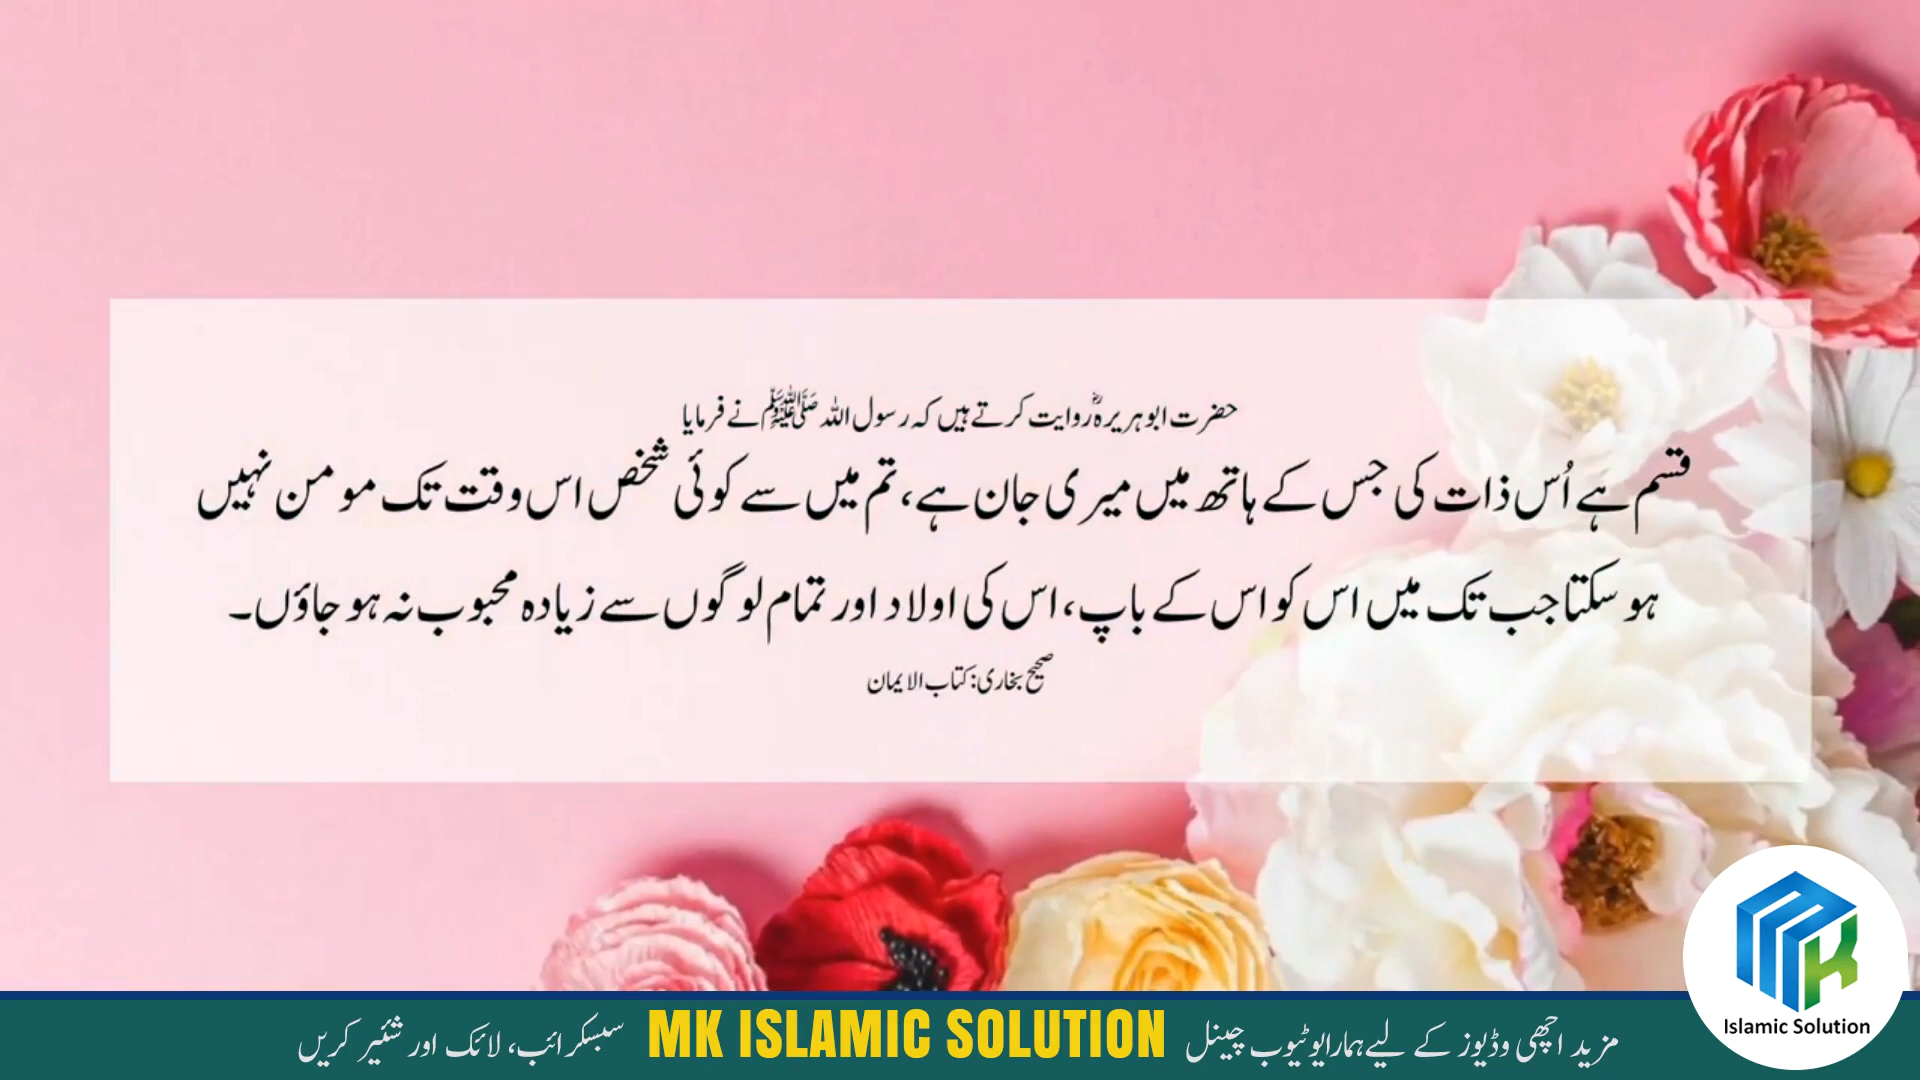 حضرت ابوہریرہؓ روایت کرتے ہیں کہ رسول اللہ ﷺ نے فرمایا
قسم ہے اُس ذات کی جس کے ہاتھ میں میری جان ہے، تم میں سے کوئی شخص اس وقت تک مومن نہیں
ہو سکتا جب تک میں اس کو اس کے باپ، اس کی اولاد اور تمام لوگوں سے زیادہ محبوب نہ ہو جاؤں۔
صحیح بخاری: کتاب الایمان
مزید اچھی وڈیوز کے لیے ہمارا یوٹیوب چینل MK ISLAMIC SOLUTION سبسکرائب، لائک اور شئیر کریں
MK
Islamic Solution